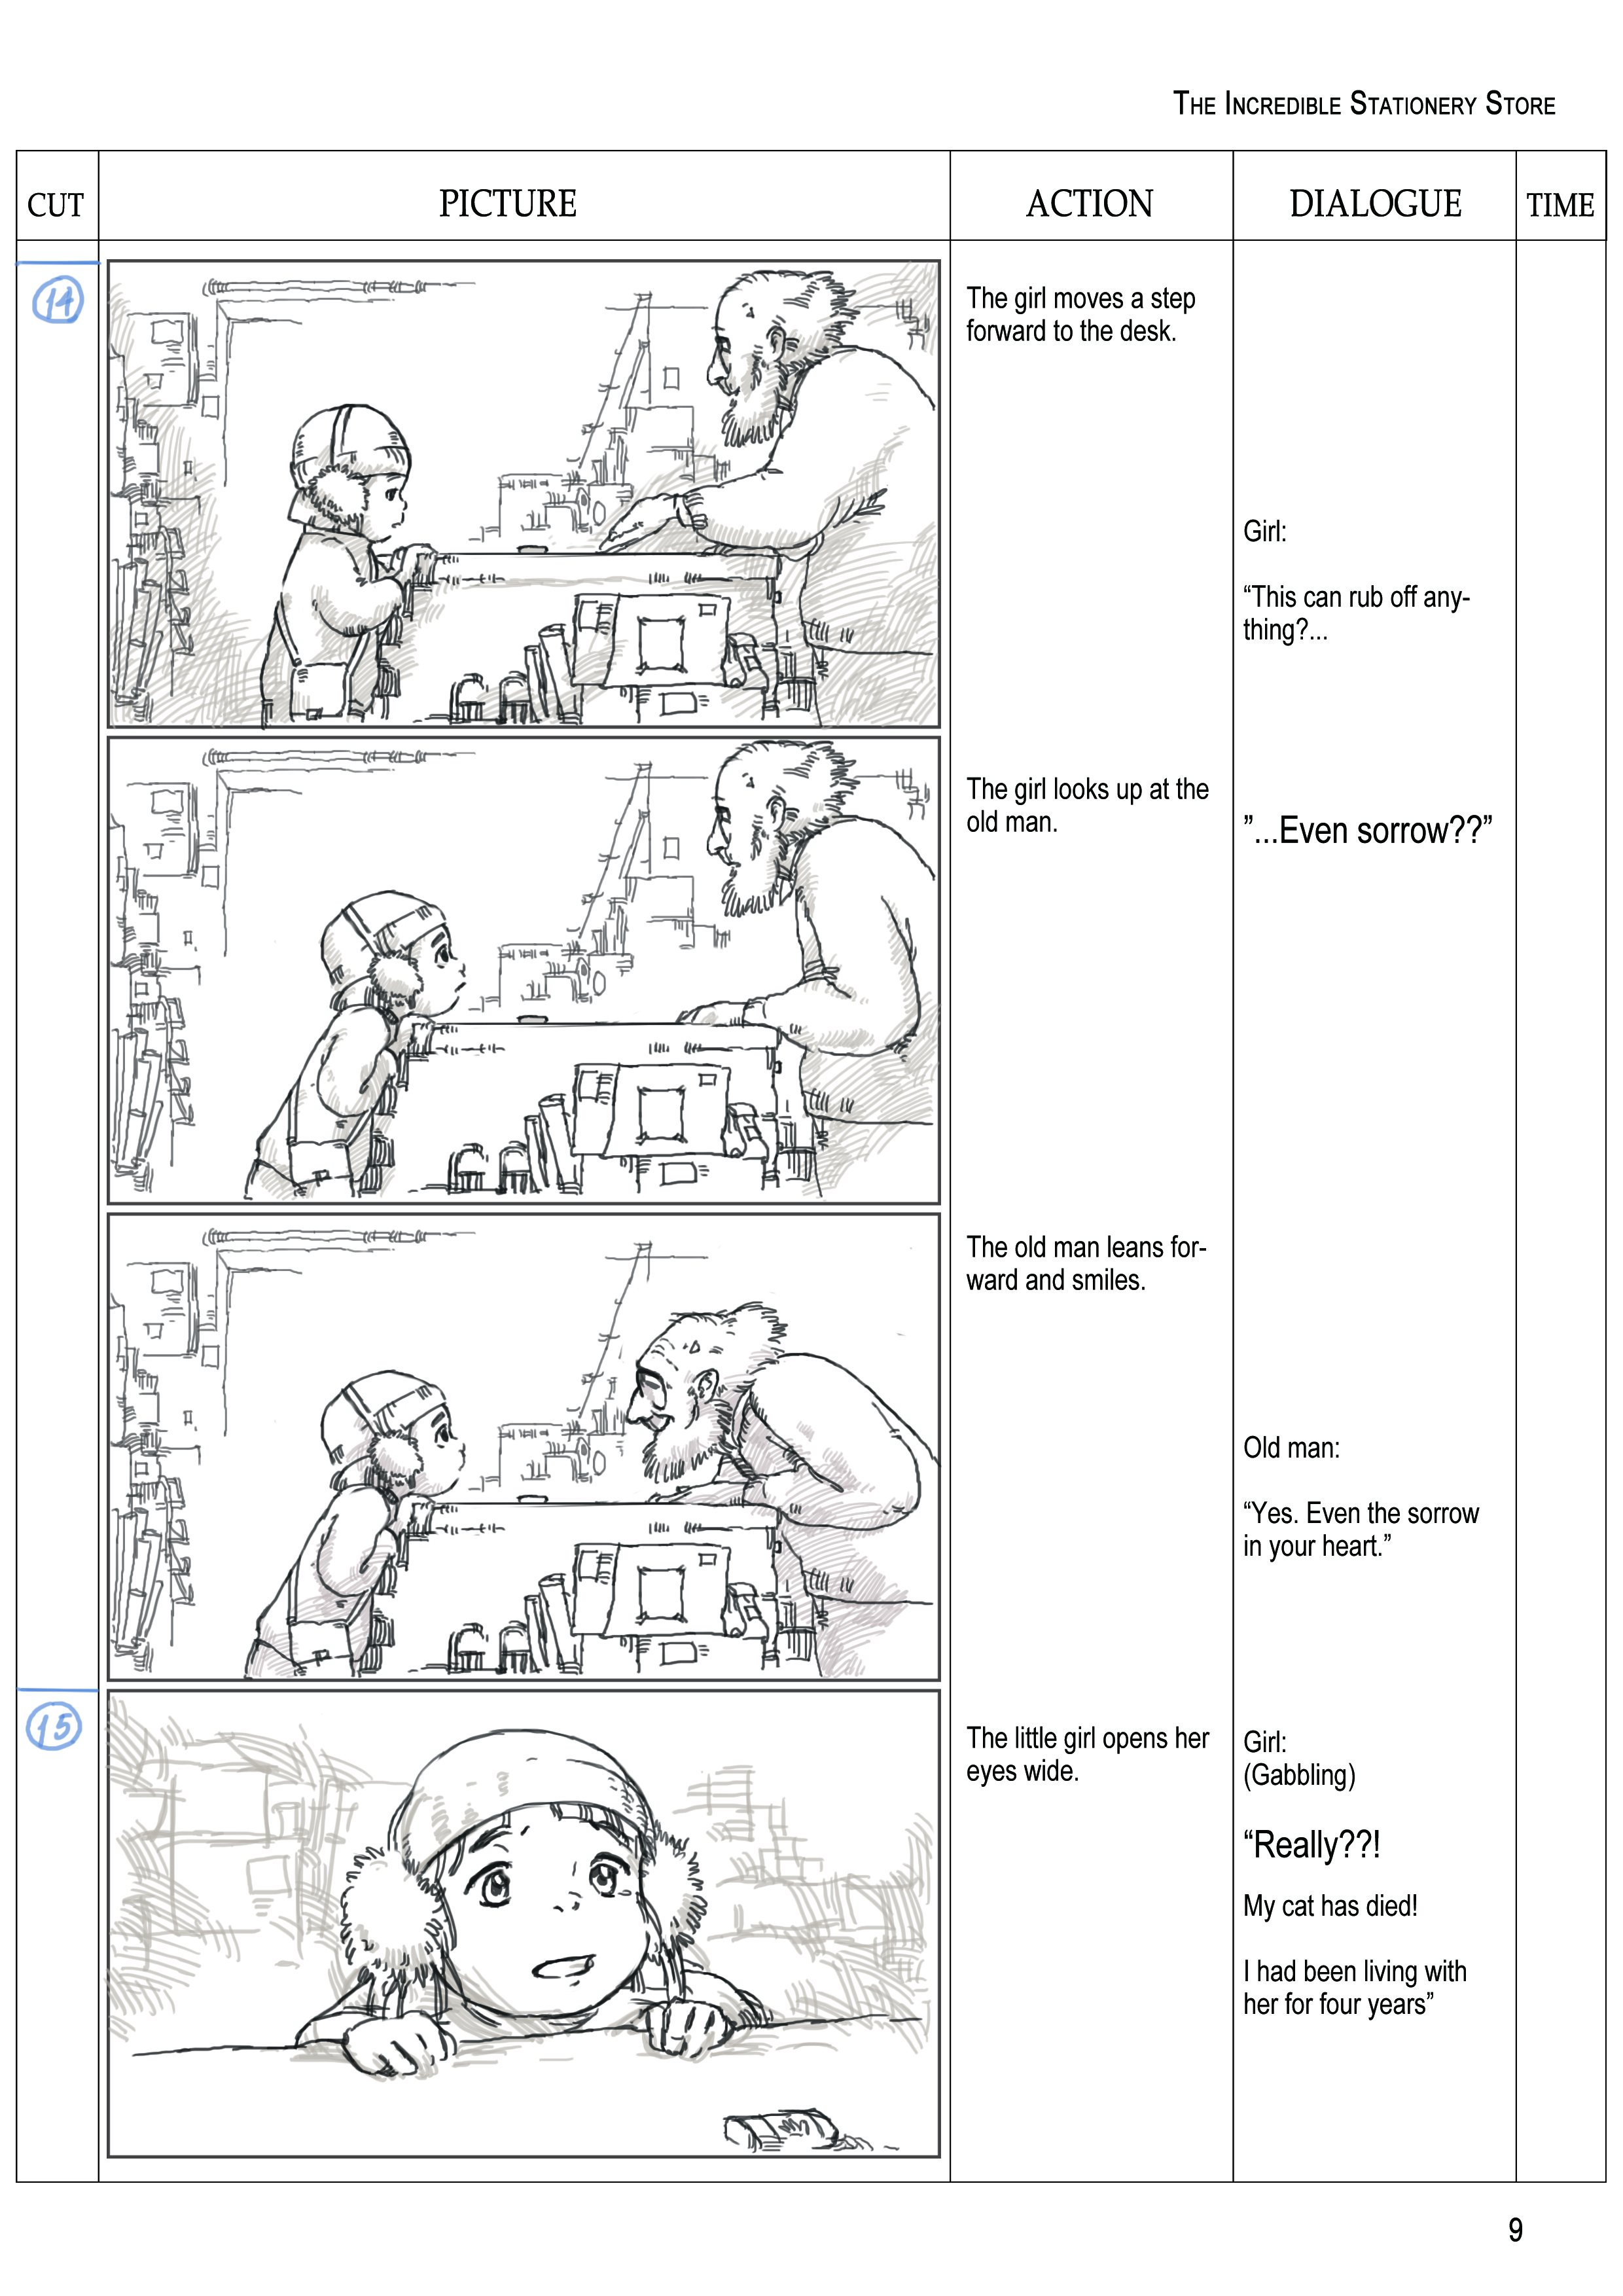 The Incredible Stationery Store
CUT
PICTURE
ACTION
DIALOGUE
TIME
14
The girl moves a step
forward to the desk.
Girl:
“This can rub off any-
thing?...
The girl looks up at the
old man.
”...Even sorrow??”
The old man leans for-
ward and smiles.
Old man:
“Yes. Even the sorrow
in your heart.”
15
The little girl opens her
eyes wide.
Girl:
(Gabbling)
“Really??!
My cat has died!
I had been living with
her for four years”
9